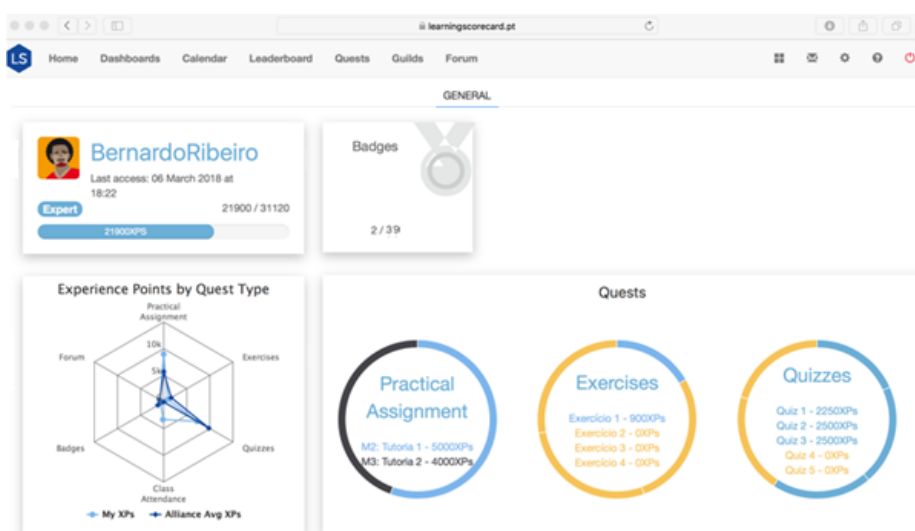 learningscorecard.pt
LS Home Dashboards Calendar Leaderboard Quests Guilds Forum
GENERAL
BernardoRibeiro
Last access: 06 March 2018 at
18:22
Expert 21900 / 31120
21900XPS
Badges
2 / 39
Experience Points by Quest Type
Practical
Assignment
10k
5k
Forum
Exercises
Badges
Quizzes
Class
Attendance
My XPs Alliance Avg XPs
Quests
Practical
Assignment
M2: Tutoria 1 - 5000XPs
M3: Tutoria 2 - 4000XPs
Exercises
Exercício 1 - 900XPs
Exercício 2 - 0XPs
Exercício 3 - 0XPs
Exercício 4 - 0XPs
Quizzes
Quiz 1 - 2250XPs
Quiz 2 - 2500XPs
Quiz 3 - 2500XPs
Quiz 4 - 0XPs
Quiz 5 - 0XPs